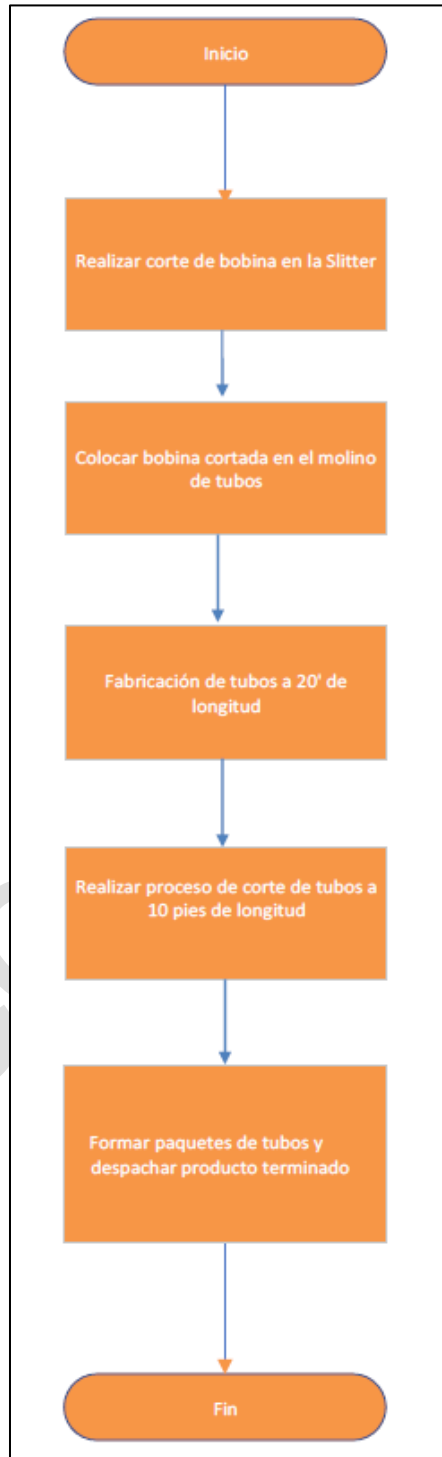 Inicio
Realizar corte de bobina en la Slitter
Colocar bobina cortada en el molino
de tubos
Fabricación de tubos a 20' de
longitud
Realizar proceso de corte de tubos a
10 pies de longitud
Formar paquetes de tubos y
despachar producto terminado
Fin